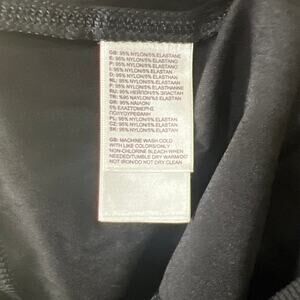 GB: 95% NYLON/5% ELASTANE
E: 95% NYLON/5% ELASTANO
F: 95% NYLON/5% ELASTANE
I: 95% NYLON/5% ELASTAN
D: 95% NYLON/5% ELASTHAN
NL: 95% NYLON/5% ELASTAAN
P: 95% NYLON/5% ELASTANE
RU: 95% НЕЙЛОН/5% ЭЛАСТАН
TR: %95 NAYLON/%5 ELASTAN
GR: 95% ΝΑΪΛΟΝ/
5% ΕΛΑΣΤΟΜΕΡΗΣ
ΠΟΛΥΟΥΡΕΘΑΝΗ
PL: 95% NYLON/5% ELASTAN
CZ: 95% NYLON/5% ELASTAN
SK: 95% NYLON/5% ELASTAN
GB: MACHINE WASH COLD
WITH LIKE COLORS/ONLY
NON-CHLORINE BLEACH WHEN
NEEDED/TUMBLE DRY WARM/DO
NOT IRON/DO NOT DRY CLEAN